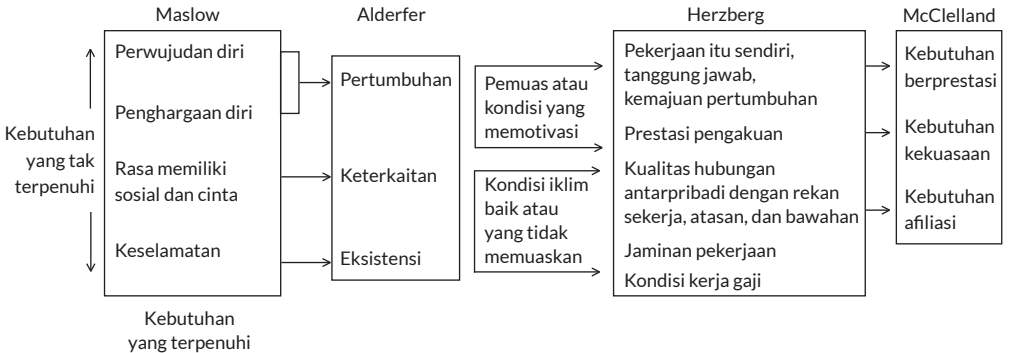 Maslow
Alderfer
Herzberg
McClelland
Kebutuhan
yang tak
terpenuhi
Perwujudan diri
Penghargaan diri
Rasa memiliki
sosial dan cinta
Keselamatan
Kebutuhan
yang terpenuhi
Pertumbuhan
Keterkaitan
Eksistensi
Pemuas atau
kondisi yang
memotivasi
Kondisi iklim
baik atau
yang tidak
memuaskan
Pekerjaan itu sendiri,
tanggung jawab,
kemajuan pertumbuhan
Prestasi pengakuan
Kualitas hubungan
antarpribadi dengan rekan
sekerja, atasan, dan bawahan
Jaminan pekerjaan
Kondisi kerja gaji
Kebutuhan
berprestasi
Kebutuhan
kekuasaan
Kebutuhan
afiliasi